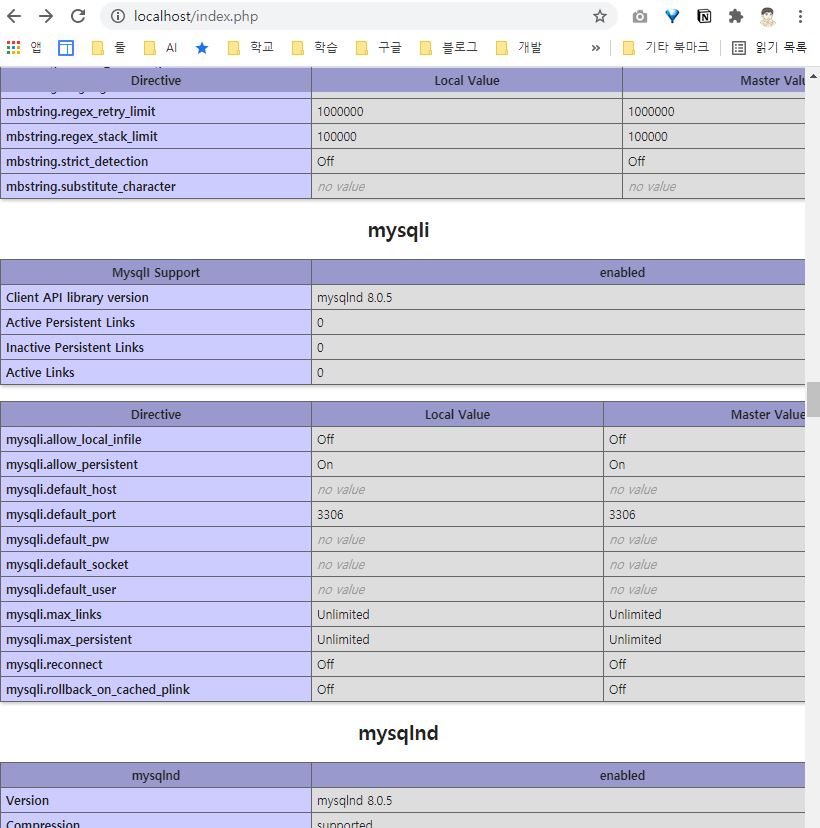 localhost/index.php
앱 툴 AI 학교 학습 구글 블로그 개발 » 기타 북마크 읽기 목록
Directive Local Value Master Valu
mbstring.regex_retry_limit 1000000 1000000
mbstring.regex_stack_limit 100000 100000
mbstring.strict_detection Off Off
mbstring.substitute_character no value no value
mysqli
MysqlI Support enabled
Client API library version mysqlnd 8.0.5
Active Persistent Links 0
Inactive Persistent Links 0
Active Links 0
Directive Local Value Master Value
mysqli.allow_local_infile Off Off
mysqli.allow_persistent On On
mysqli.default_host no value no value
mysqli.default_port 3306 3306
mysqli.default_pw no value no value
mysqli.default_socket no value no value
mysqli.default_user no value no value
mysqli.max_links Unlimited Unlimited
mysqli.max_persistent Unlimited Unlimited
mysqli.reconnect Off Off
mysqli.rollback_on_cached_plink Off Off
mysqlnd
mysqlnd enabled
Version mysqlnd 8.0.5
Compression supported